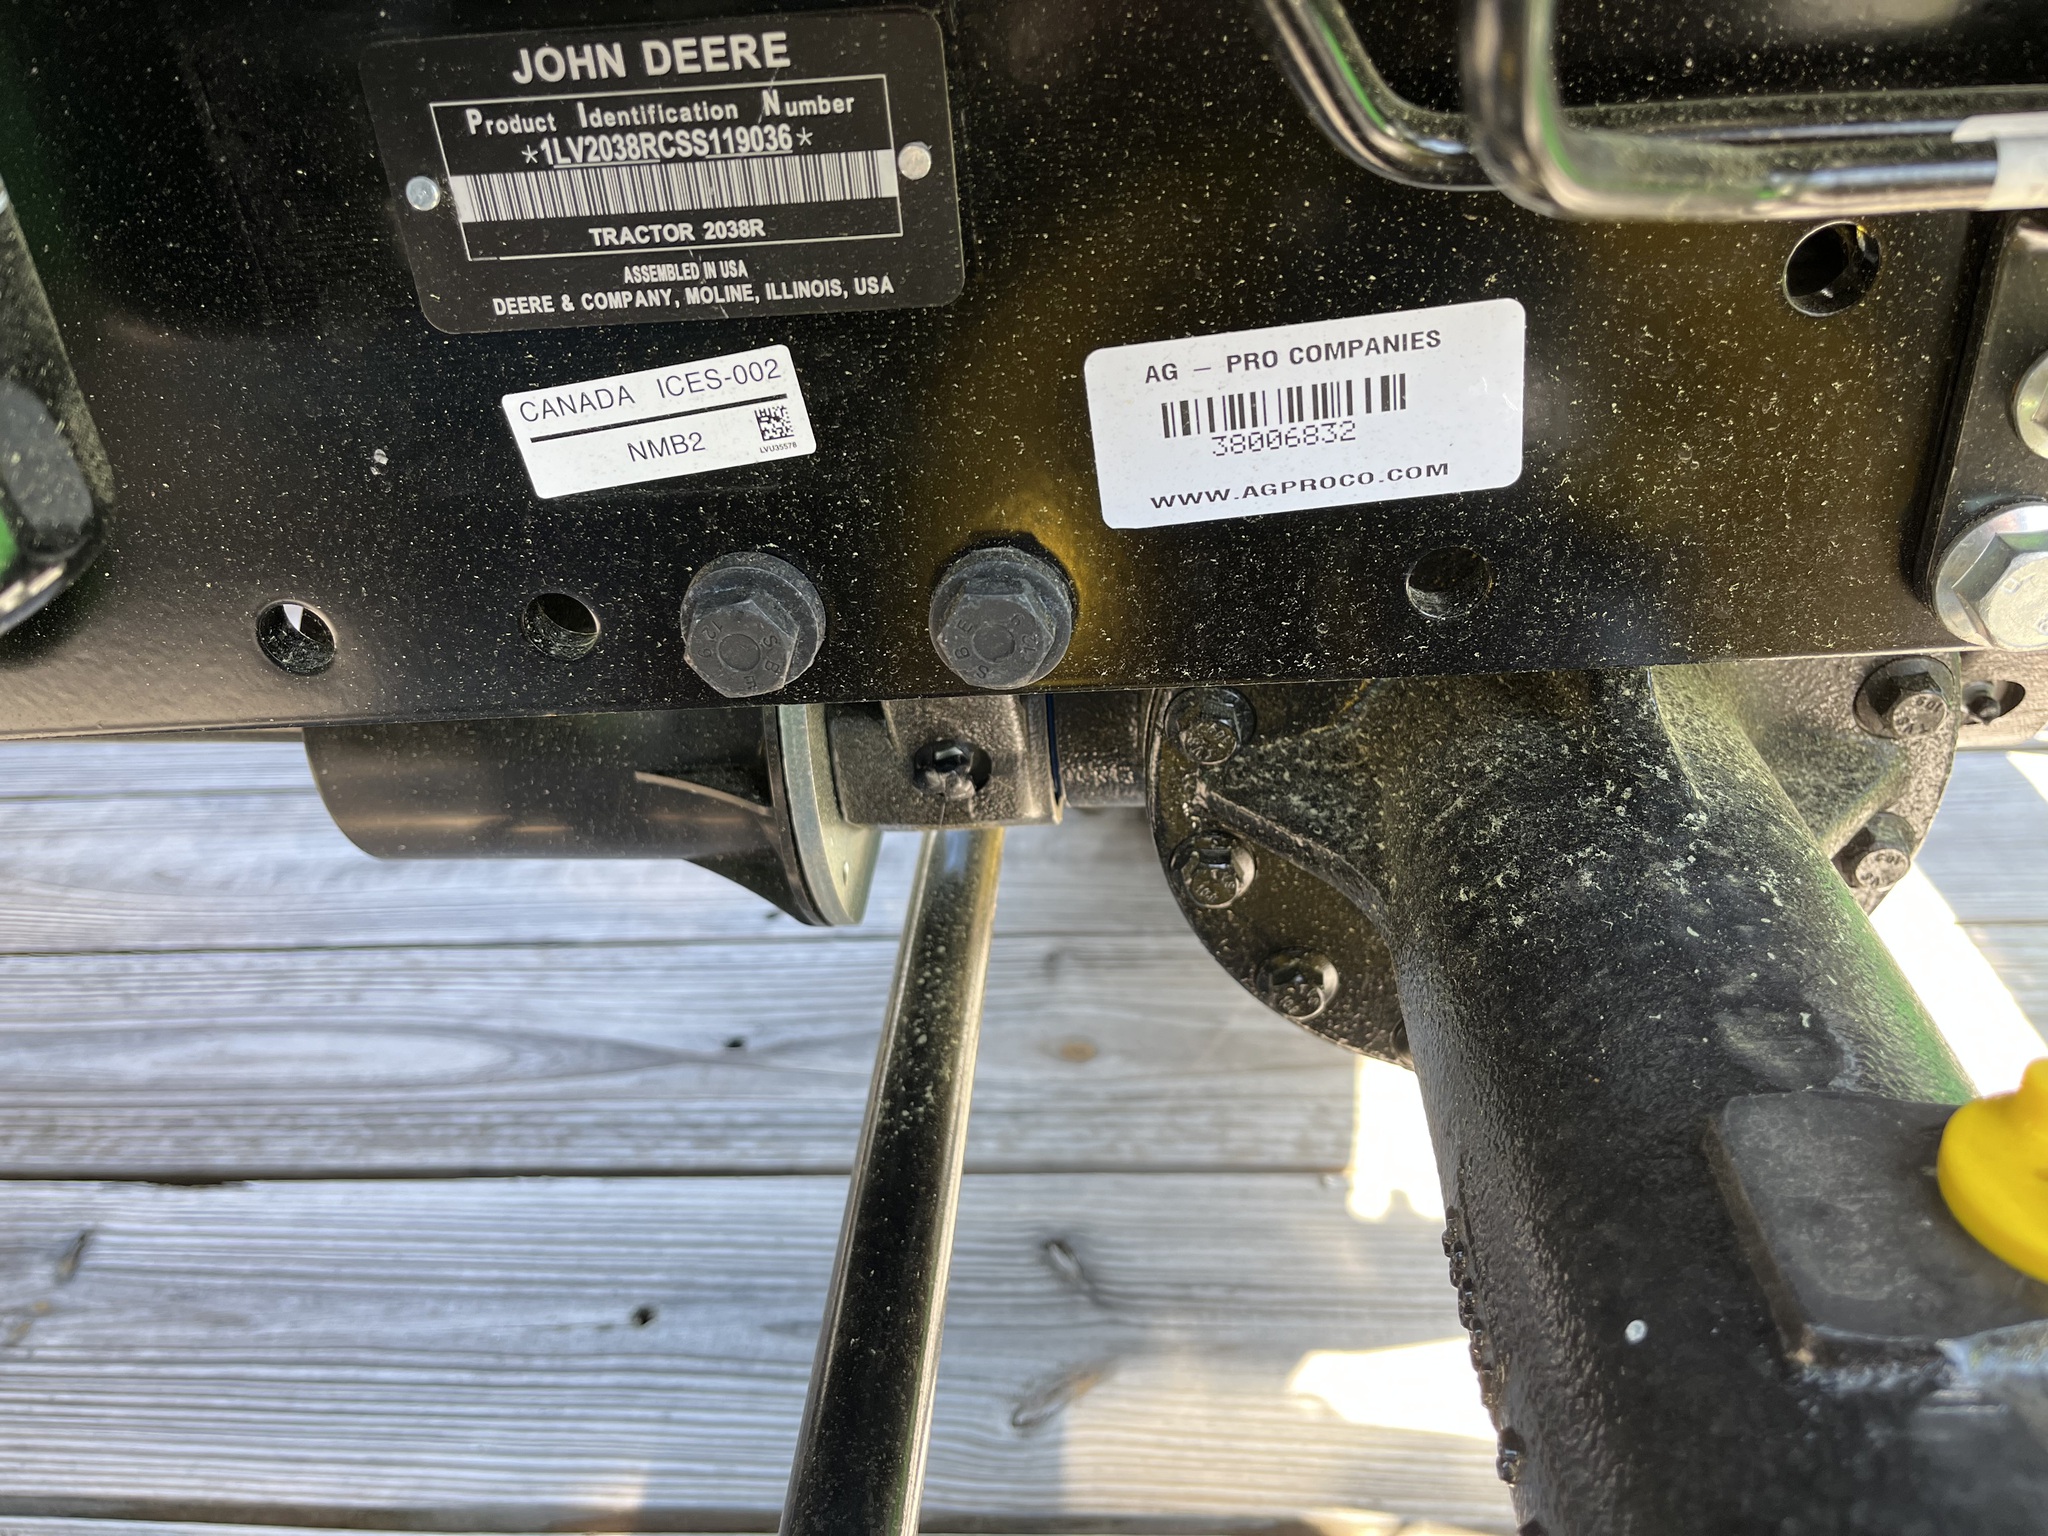 JOHN DEERE
Product Identification Number
*1LV2038RCSS119036*
TRACTOR 2038R
ASSEMBLED IN USA
DEERE & COMPANY, MOLINE, ILLINOIS, USA
CANADA ICES-002
NMB2
LVU35578
AG - PRO COMPANIES
38006832
WWW.AGPROCO.COM